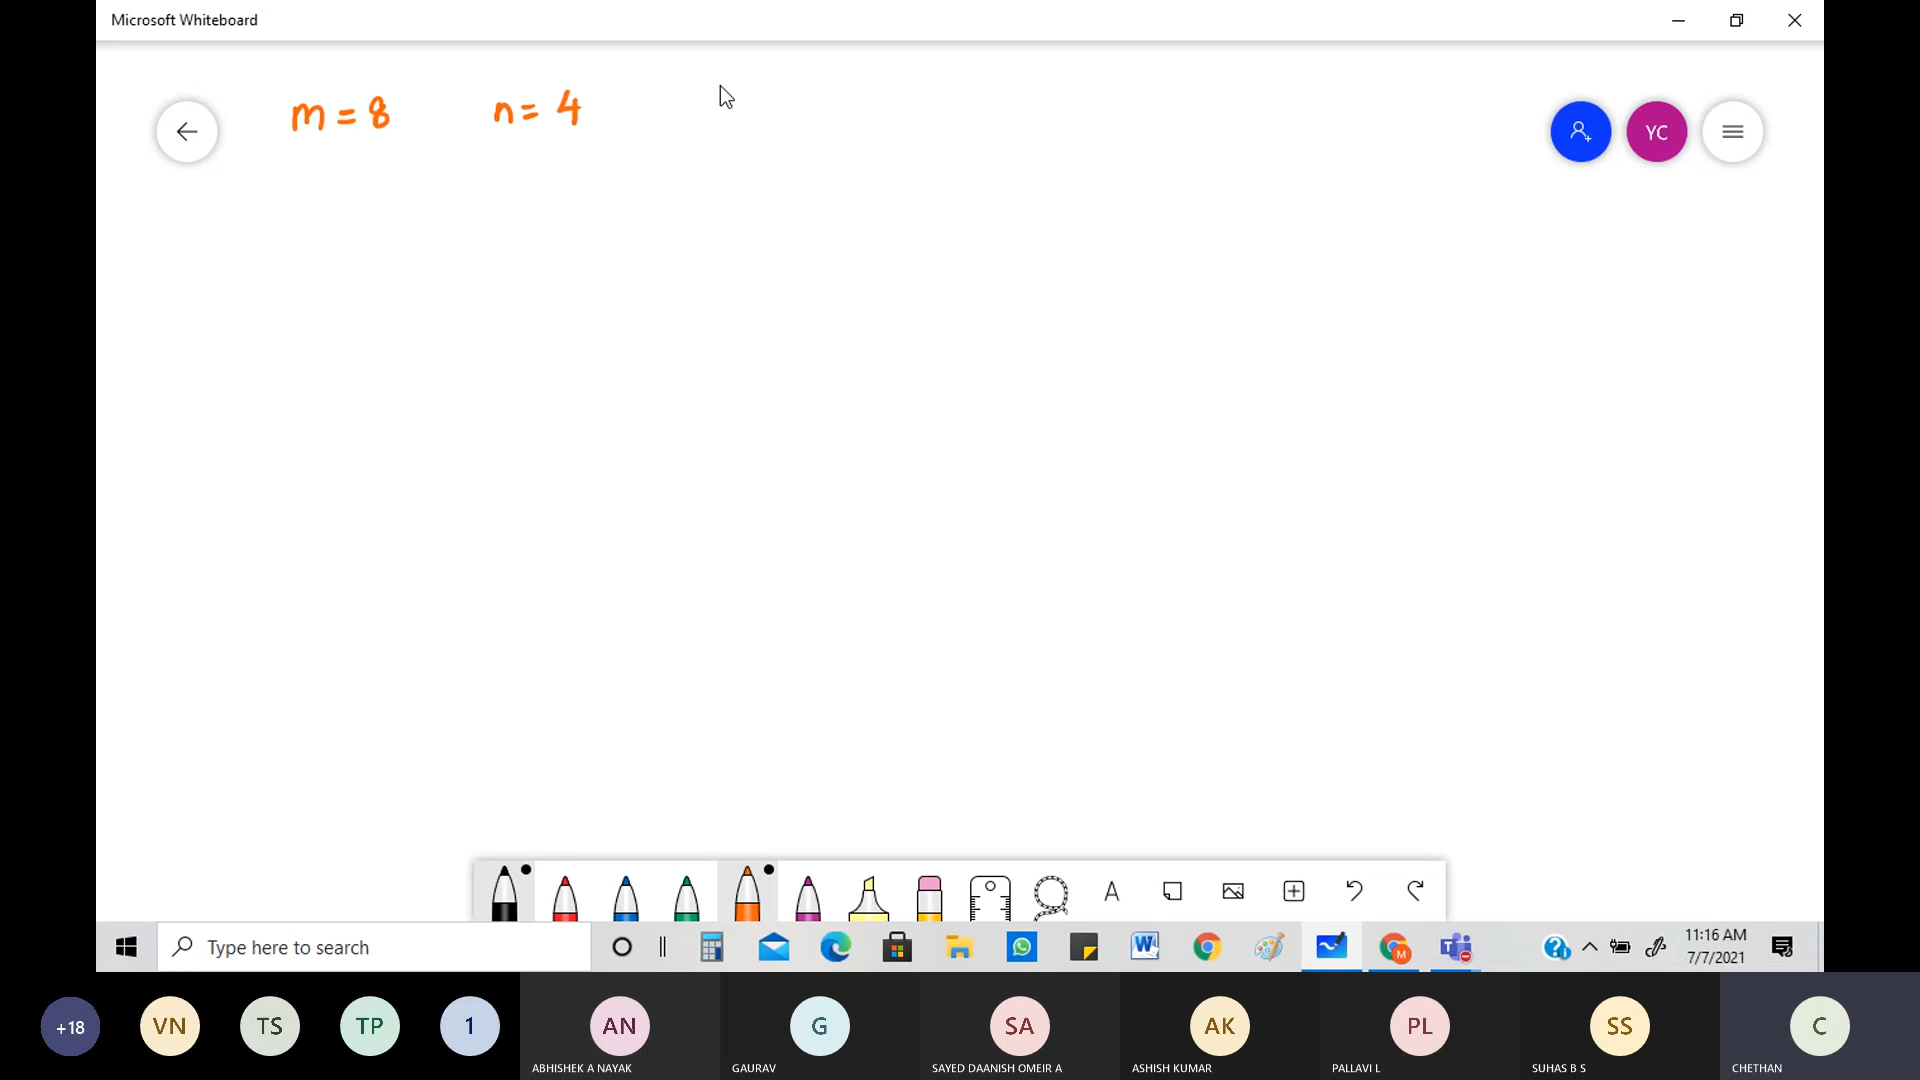 Microsoft Whiteboard
m = 8 n = 4
YC
A
Type here to search
11:16 AM
7/7/2021
+18 VN TS TP 1 AN G SA AK PL SS C
ABHISHEK A NAYAK GAURAV SAYED DAANISH OMEIR A ASHISH KUMAR PALLAVI L SUHAS B S CHETHAN